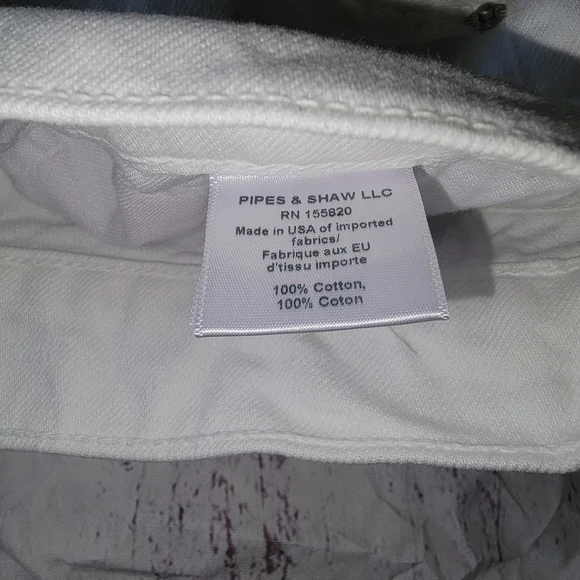 PIPES & SHAW LLC
RN 155820
Made in USA of imported
fabrics/
Fabrique aux EU
d'tissu importe
100% Cotton,
100% Coton